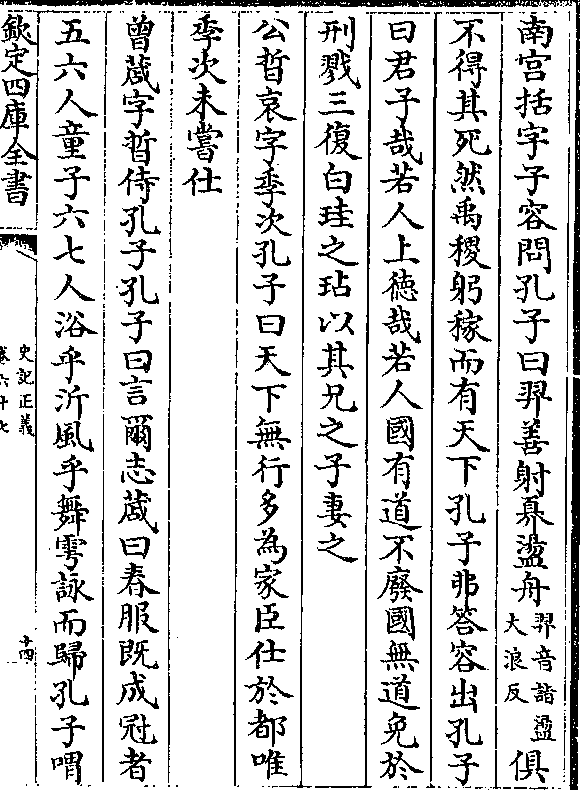 南宫括字子容問孔子曰羿善射奡盪舟羿音詣盪大浪反俱
不得其死然禹稷躬稼而有天下孔子弗答容出孔子
曰君子哉若人上徳哉若人國有道不廢國無道免於
刑戮三復白珪之玷以其兄之子妻之
公晳哀字季次孔子曰天下無行多為家臣仕於都唯
季次未嘗仕
曾蒧字晳侍孔子孔子曰言爾志蒧曰春服既成冠者
五六人童子六七人浴乎沂風乎舞雩詠而歸孔子喟
欽定四庫全書
史記正義
卷六十七
十四